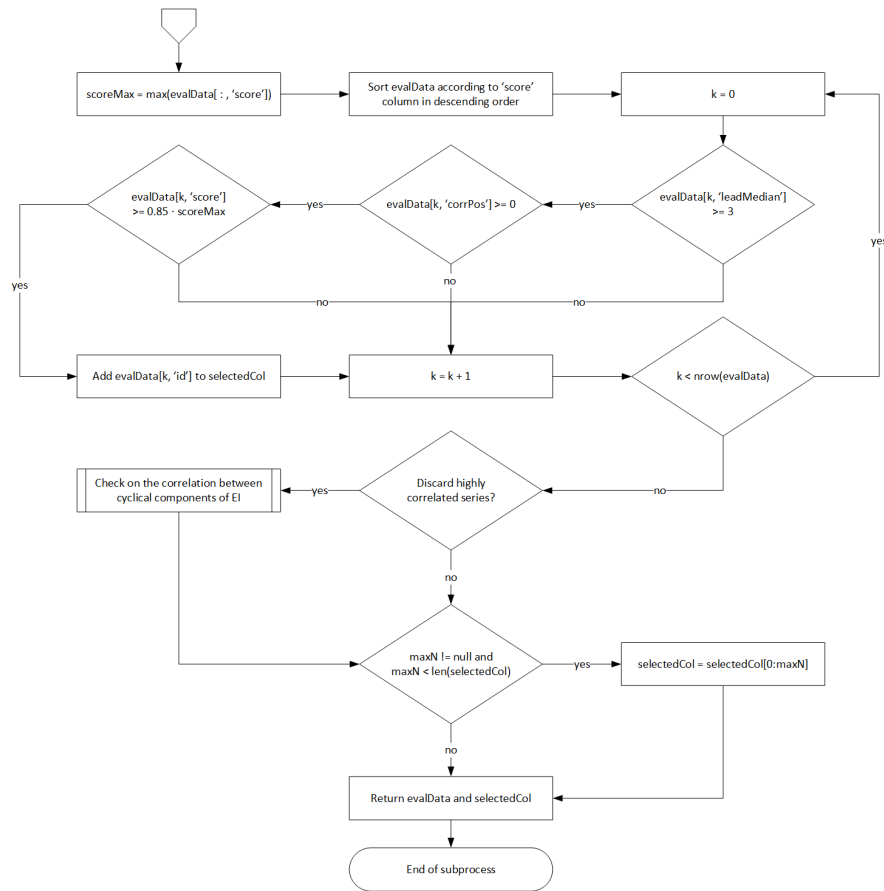 scoreMax = max(evalData[ : , ‘score’])
Sort evalData according to ‘score’
column in descending order
k = 0
evalData[k, ‘score’]
>= 0.85 · scoreMax
yes
evalData[k, ‘corrPos’] >= 0
yes
evalData[k, ‘leadMedian’]
>= 3
yes
yes
no
no
no
Add evalData[k, ‘id’] to selectedCol
k = k + 1
k < nrow(evalData)
Check on the correlation between
cyclical components of EI
yes
Discard highly
correlated series?
no
no
maxN != null and
maxN < len(selectedCol)
yes
selectedCol = selectedCol[0:maxN]
no
Return evalData and selectedCol
End of subprocess